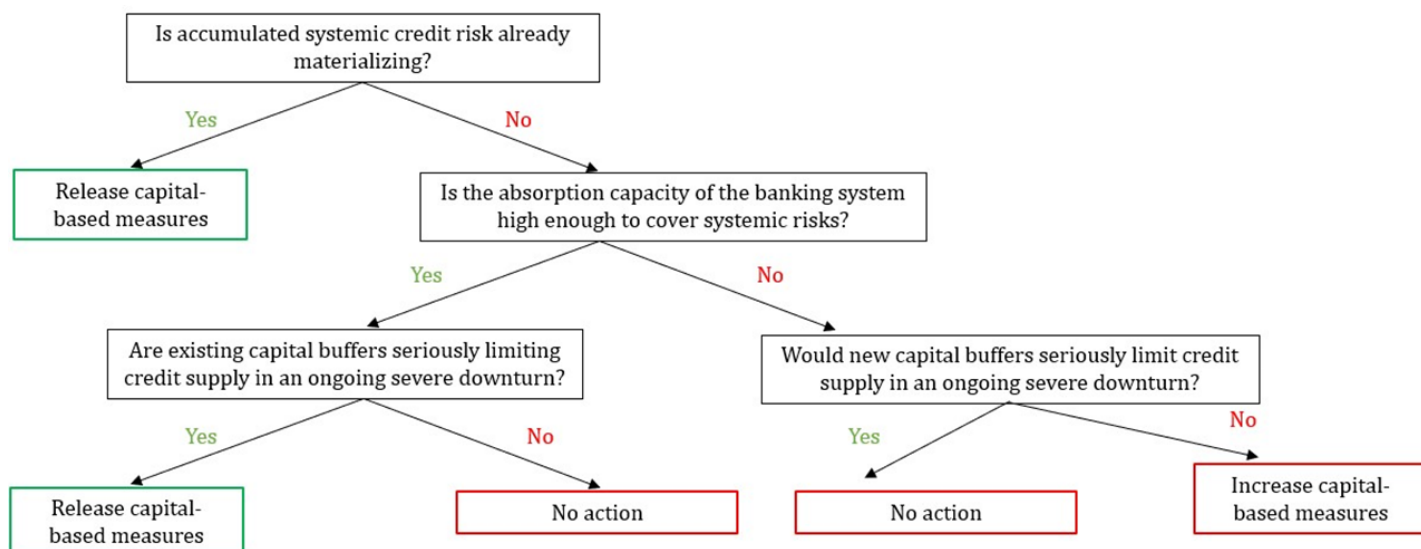 Is accumulated systemic credit risk already
materializing?
Yes
No
Release capital-
based measures
Is the absorption capacity of the banking system
high enough to cover systemic risks?
Yes
No
Are existing capital buffers seriously limiting
credit supply in an ongoing severe downturn?
Would new capital buffers seriously limit credit
supply in an ongoing severe downturn?
Yes
No
Yes
No
Release capital-
based measures
No action
No action
Increase capital-
based measures